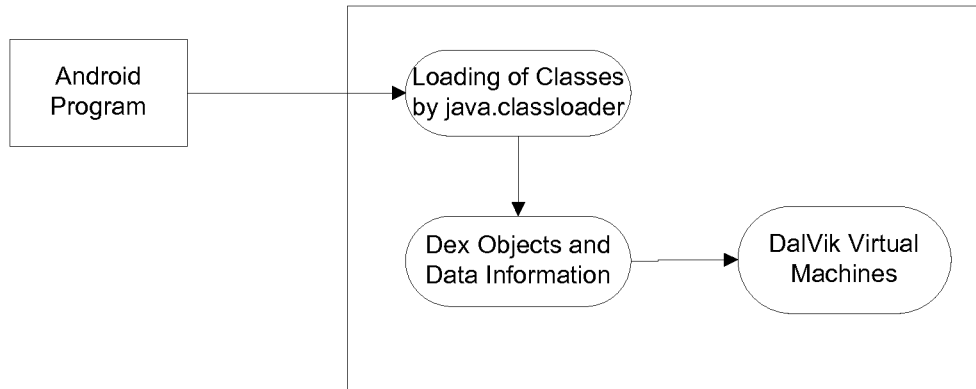 Android
Program
Loading of Classes
by java.classloader
Dex Objects and
Data Information
DalVik Virtual
Machines